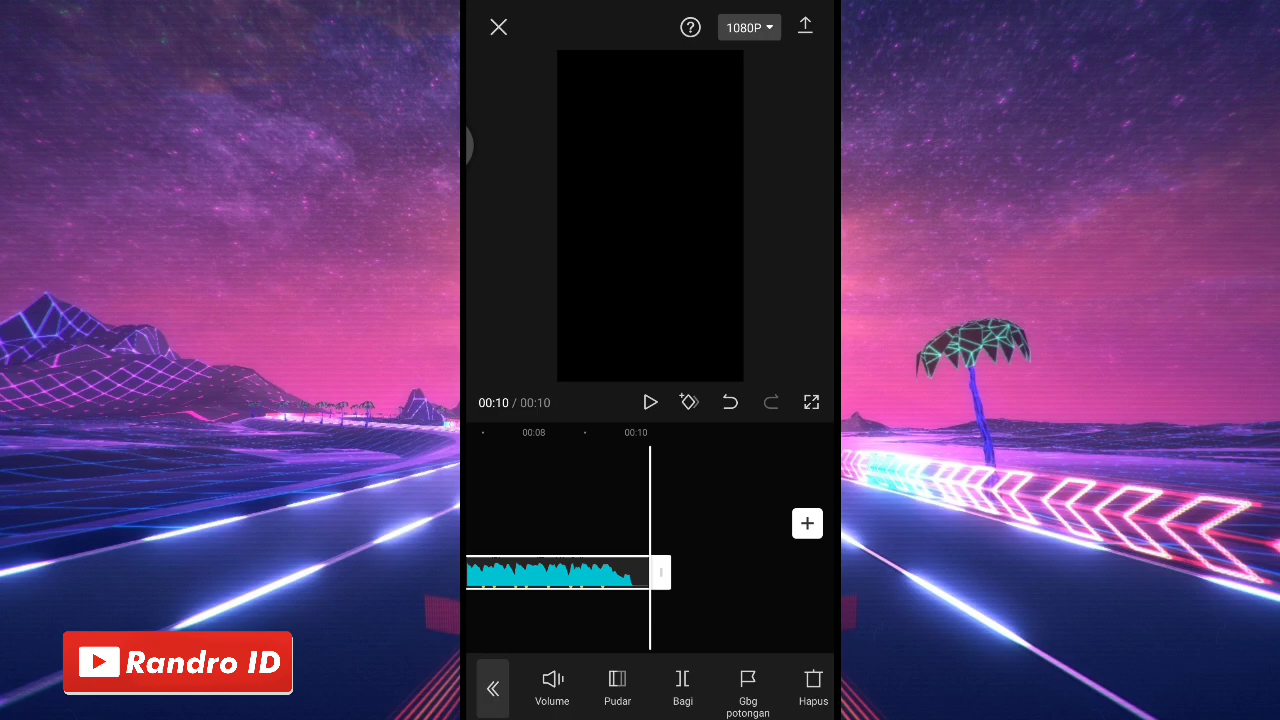 1080P
00:10 / 00:10
00:08
00:10
Volume
Pudar
Bagi
Gbg
potongan
Hapus
Randro ID